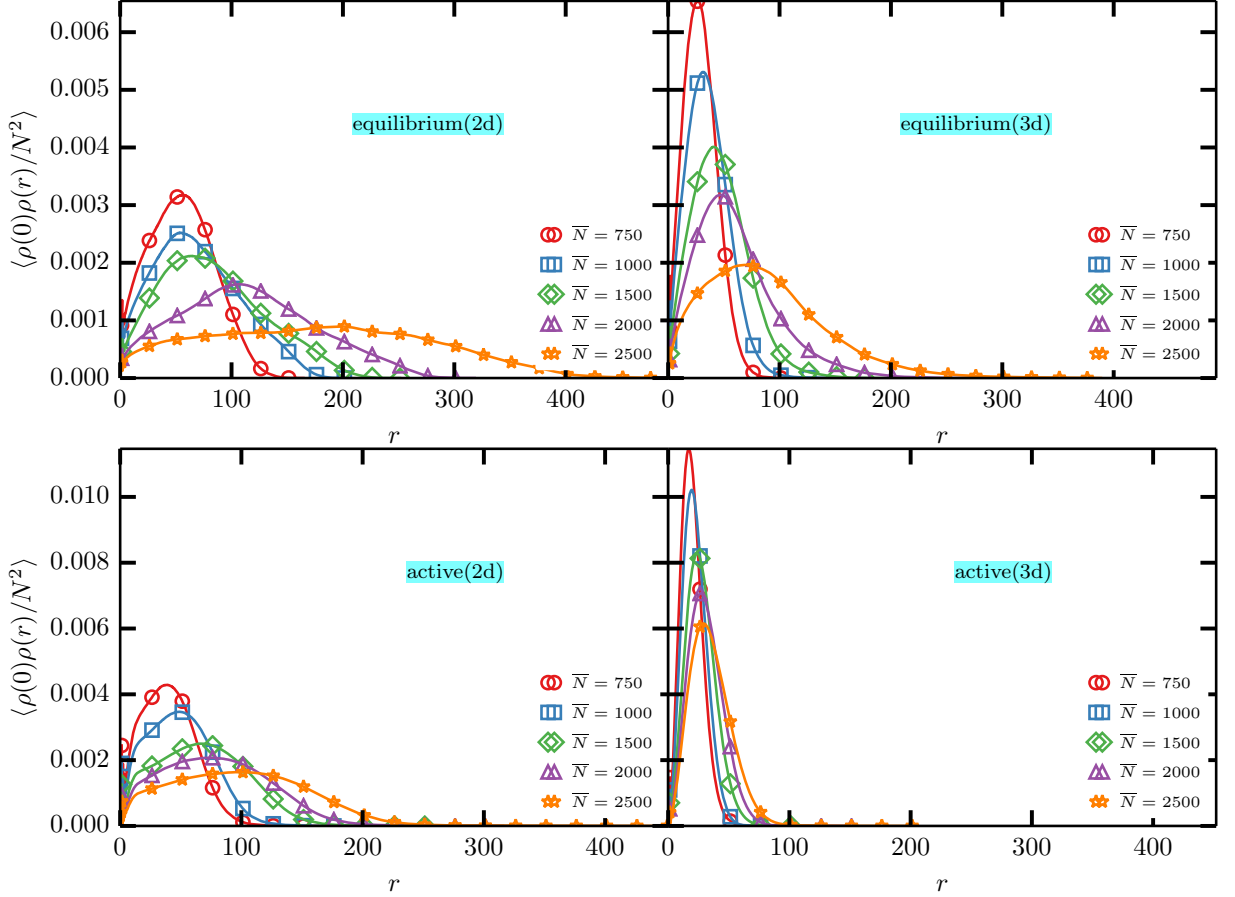 ⟨ρ(0)ρ(r)/N²⟩
0.006
0.005
0.004
0.003
0.002
0.001
0.000
equilibrium(2d)
N̅ = 750
N̅ = 1000
N̅ = 1500
N̅ = 2000
N̅ = 2500
0 100 200 300 400
r
equilibrium(3d)
N̅ = 750
N̅ = 1000
N̅ = 1500
N̅ = 2000
N̅ = 2500
0 100 200 300 400
r
⟨ρ(0)ρ(r)/N²⟩
0.010
0.008
0.006
0.004
0.002
0.000
active(2d)
N̅ = 750
N̅ = 1000
N̅ = 1500
N̅ = 2000
N̅ = 2500
0 100 200 300 400
r
active(3d)
N̅ = 750
N̅ = 1000
N̅ = 1500
N̅ = 2000
N̅ = 2500
0 100 200 300 400
r